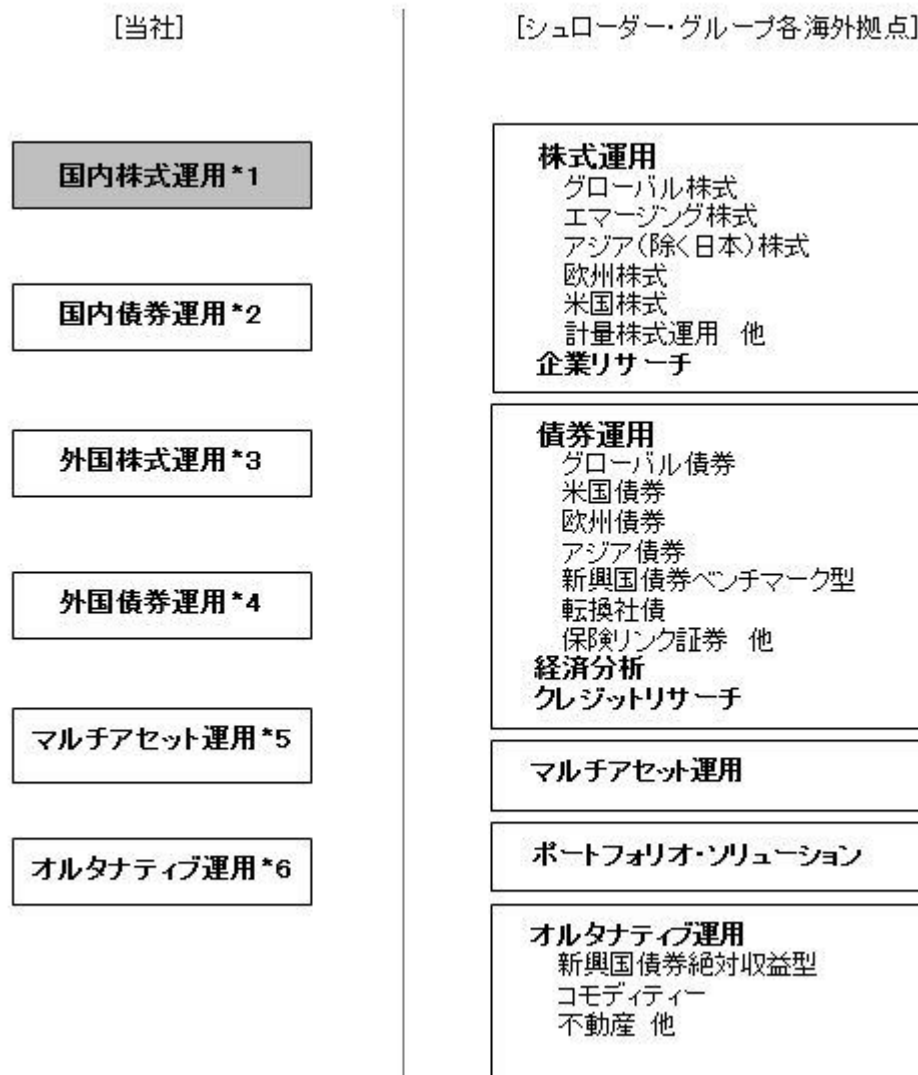 [当社]
[シュローダー・グループ各海外拠点]
国内株式運用*1
国内債券運用*2
外国株式運用*3
外国債券運用*4
マルチアセット運用*5
オルタナティブ運用*6
株式運用
グローバル株式
エマージング株式
アジア(除く日本)株式
欧州株式
米国株式
計量株式運用 他
企業リサーチ
債券運用
グローバル債券
米国債券
欧州債券
アジア債券
新興国債券ベンチマーク型
転換社債
保険リンク証券 他
経済分析
クレジットリサーチ
マルチアセット運用
ポートフォリオ・ソリューション
オルタナティブ運用
新興国債券絶対収益型
コモディティー
不動産 他